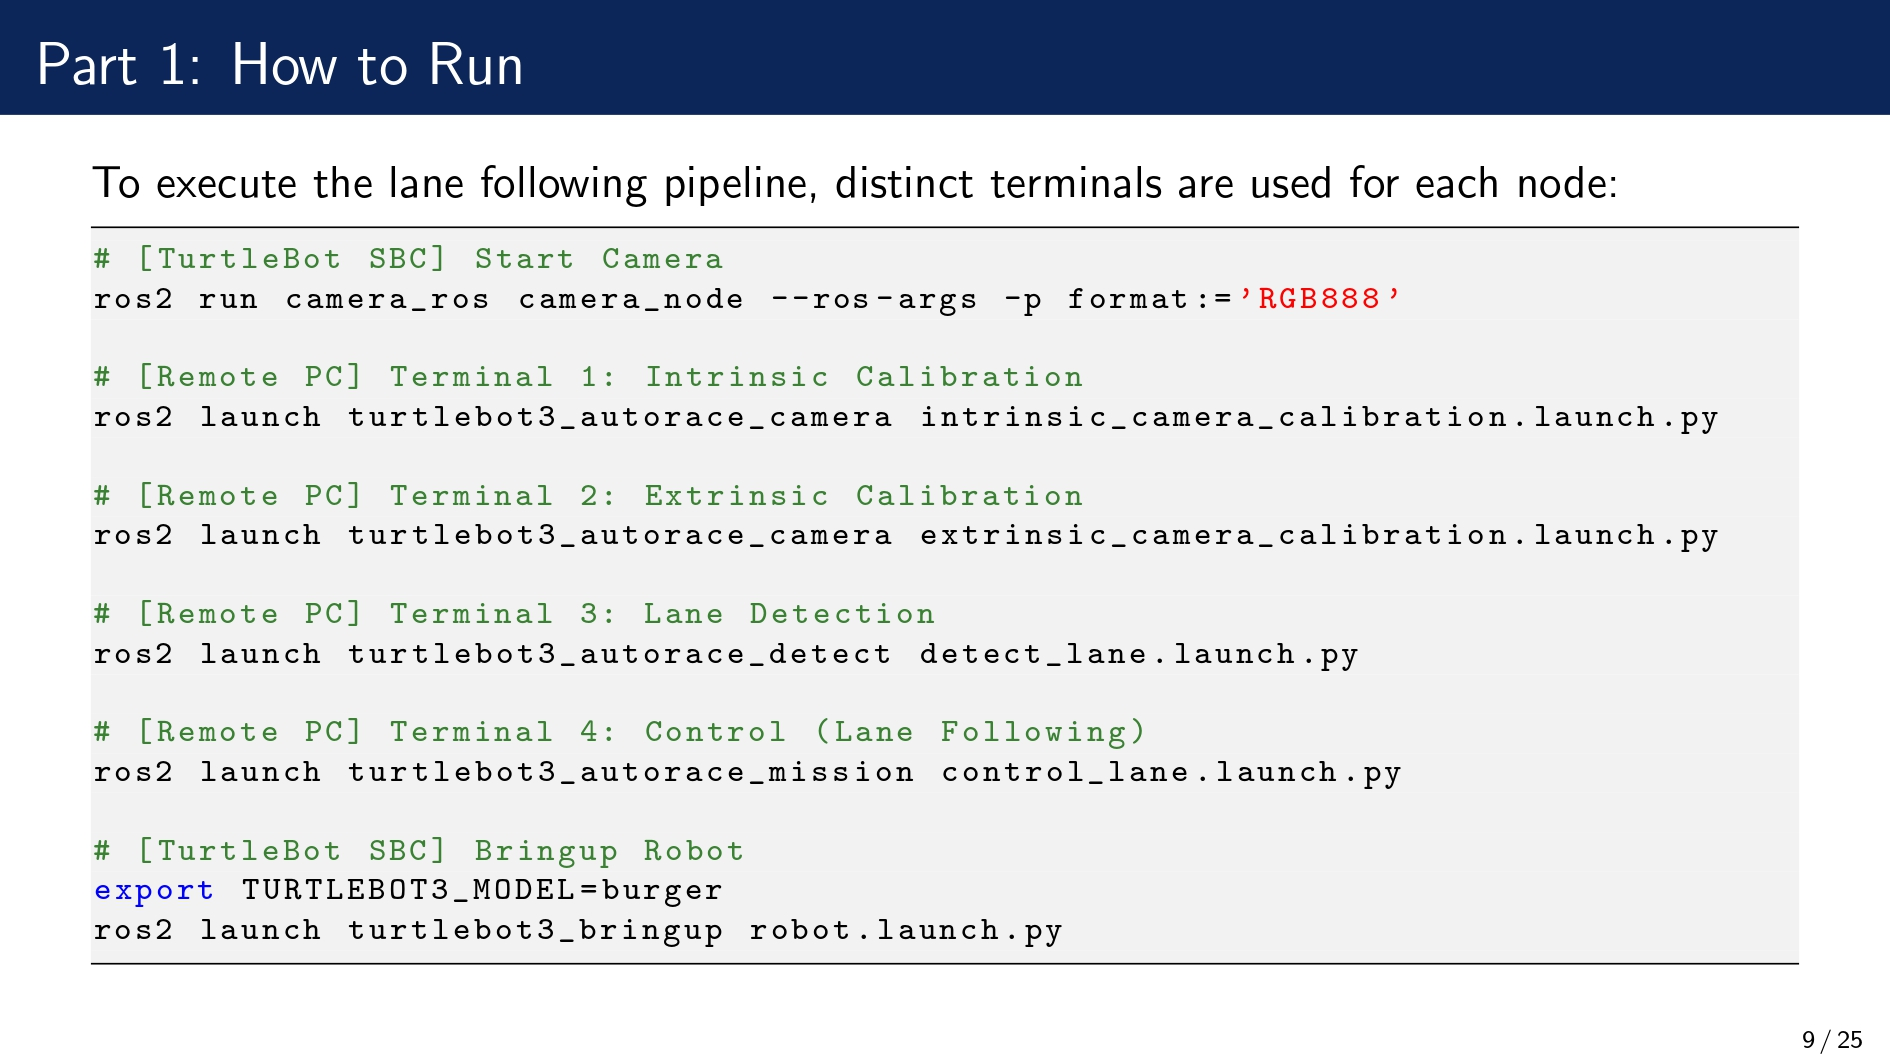 Part 1: How to Run
To execute the lane following pipeline, distinct terminals are used for each node:
# [TurtleBot SBC] Start Camera
ros2 run camera_ros camera_node --ros-args -p format:='RGB888'
# [Remote PC] Terminal 1: Intrinsic Calibration
ros2 launch turtlebot3_autorace_camera intrinsic_camera_calibration.launch.py
# [Remote PC] Terminal 2: Extrinsic Calibration
ros2 launch turtlebot3_autorace_camera extrinsic_camera_calibration.launch.py
# [Remote PC] Terminal 3: Lane Detection
ros2 launch turtlebot3_autorace_detect detect_lane.launch.py
# [Remote PC] Terminal 4: Control (Lane Following)
ros2 launch turtlebot3_autorace_mission control_lane.launch.py
# [TurtleBot SBC] Bringup Robot
export TURTLEBOT3_MODEL=burger
ros2 launch turtlebot3_bringup robot.launch.py
9 / 25